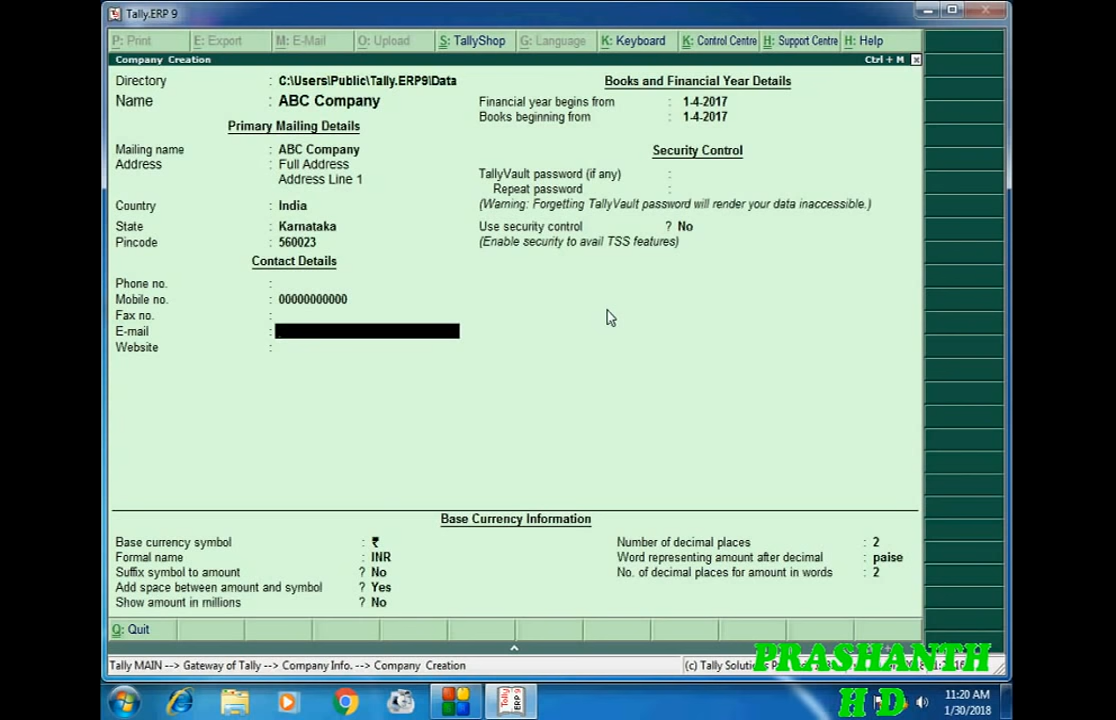 Tally.ERP 9
P: Print E: Export M: E-Mail O: Upload S: TallyShop G: Language K: Keyboard K: Control Centre H: Support Centre H: Help
Company Creation Ctrl + M
Directory : C:\Users\Public\Tally.ERP9\Data
Name : ABC Company
Primary Mailing Details
Mailing name : ABC Company
Address : Full Address
Address Line 1
Country : India
State : Karnataka
Pincode : 560023
Contact Details
Phone no. :
Mobile no. : 00000000000
Fax no. :
E-mail :
Website :
Books and Financial Year Details
Financial year begins from : 1-4-2017
Books beginning from : 1-4-2017
Security Control
TallyVault password (if any) :
Repeat password :
(Warning: Forgetting TallyVault password will render your data inaccessible.)
Use security control ? No
(Enable security to avail TSS features)
Base Currency Information
Base currency symbol : ₹
Formal name : INR
Suffix symbol to amount ? No
Add space between amount and symbol ? Yes
Show amount in millions ? No
Number of decimal places : 2
Word representing amount after decimal : paise
No. of decimal places for amount in words : 2
Q: Quit
Tally MAIN --> Gateway of Tally --> Company Info. --> Company Creation (c) Tally
PRASHANTH
H D
11:20 AM
1/30/2018